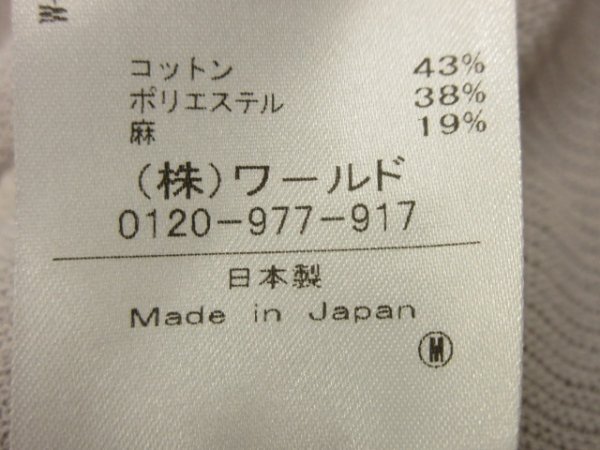 コットン 43%
ポリエステル 38%
麻 19%
(株)ワールド
0120-977-917
日本製
Made in Japan
M